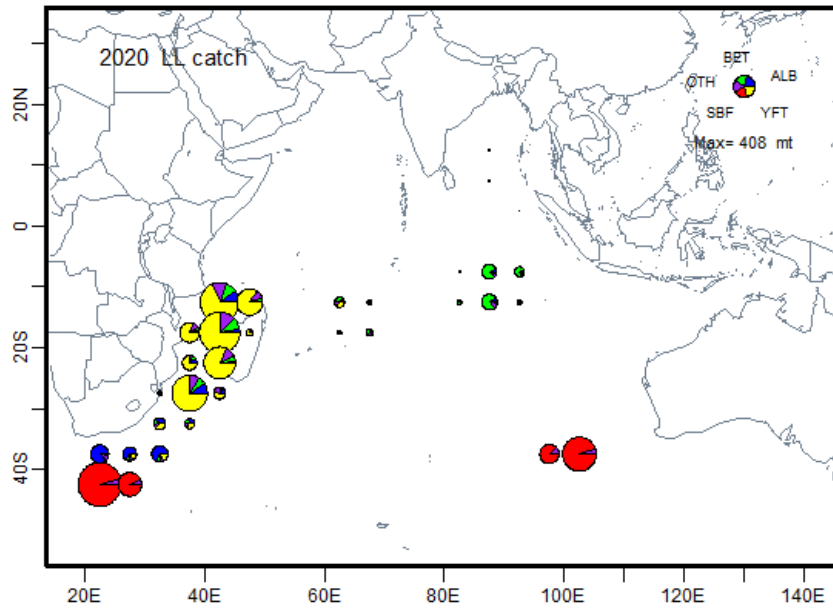 2020 LL catch
BET
OTH ALB
SBF YFT
Max= 408 mt
20N
0
20S
40S
20E 40E 60E 80E 100E 120E 140E